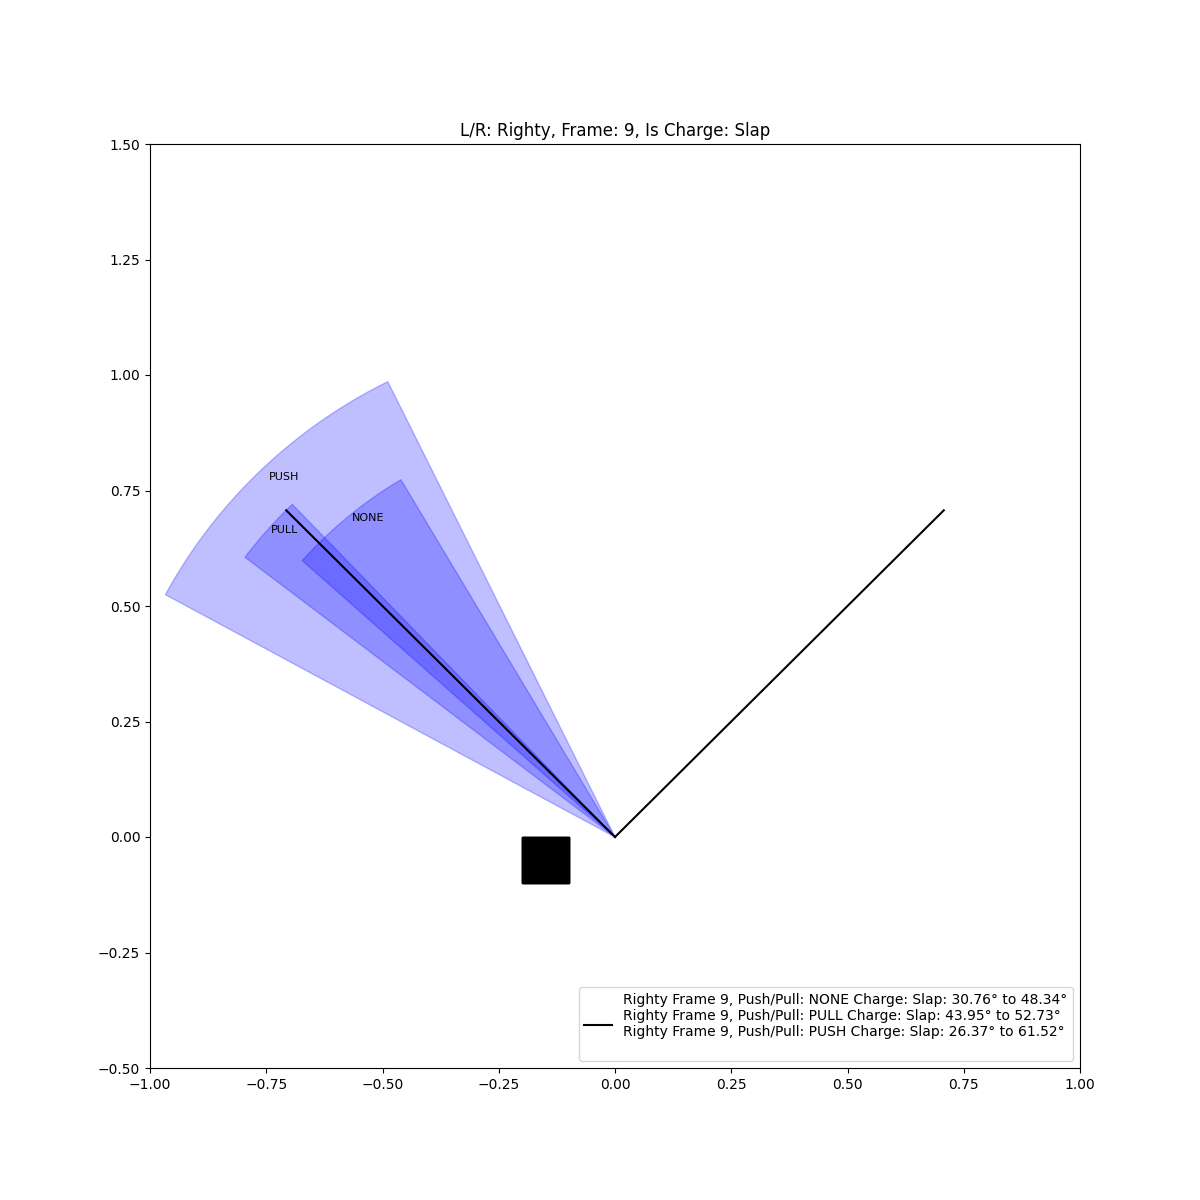 L/R: Righty, Frame: 9, Is Charge: Slap
1.50
1.25
1.00
0.75
0.50
0.25
0.00
−0.25
−0.50
PUSH
PULL
NONE
Righty Frame 9, Push/Pull: NONE Charge: Slap: 30.76° to 48.34°
Righty Frame 9, Push/Pull: PULL Charge: Slap: 43.95° to 52.73°
Righty Frame 9, Push/Pull: PUSH Charge: Slap: 26.37° to 61.52°
−1.00 −0.75 −0.50 −0.25 0.00 0.25 0.50 0.75 1.00